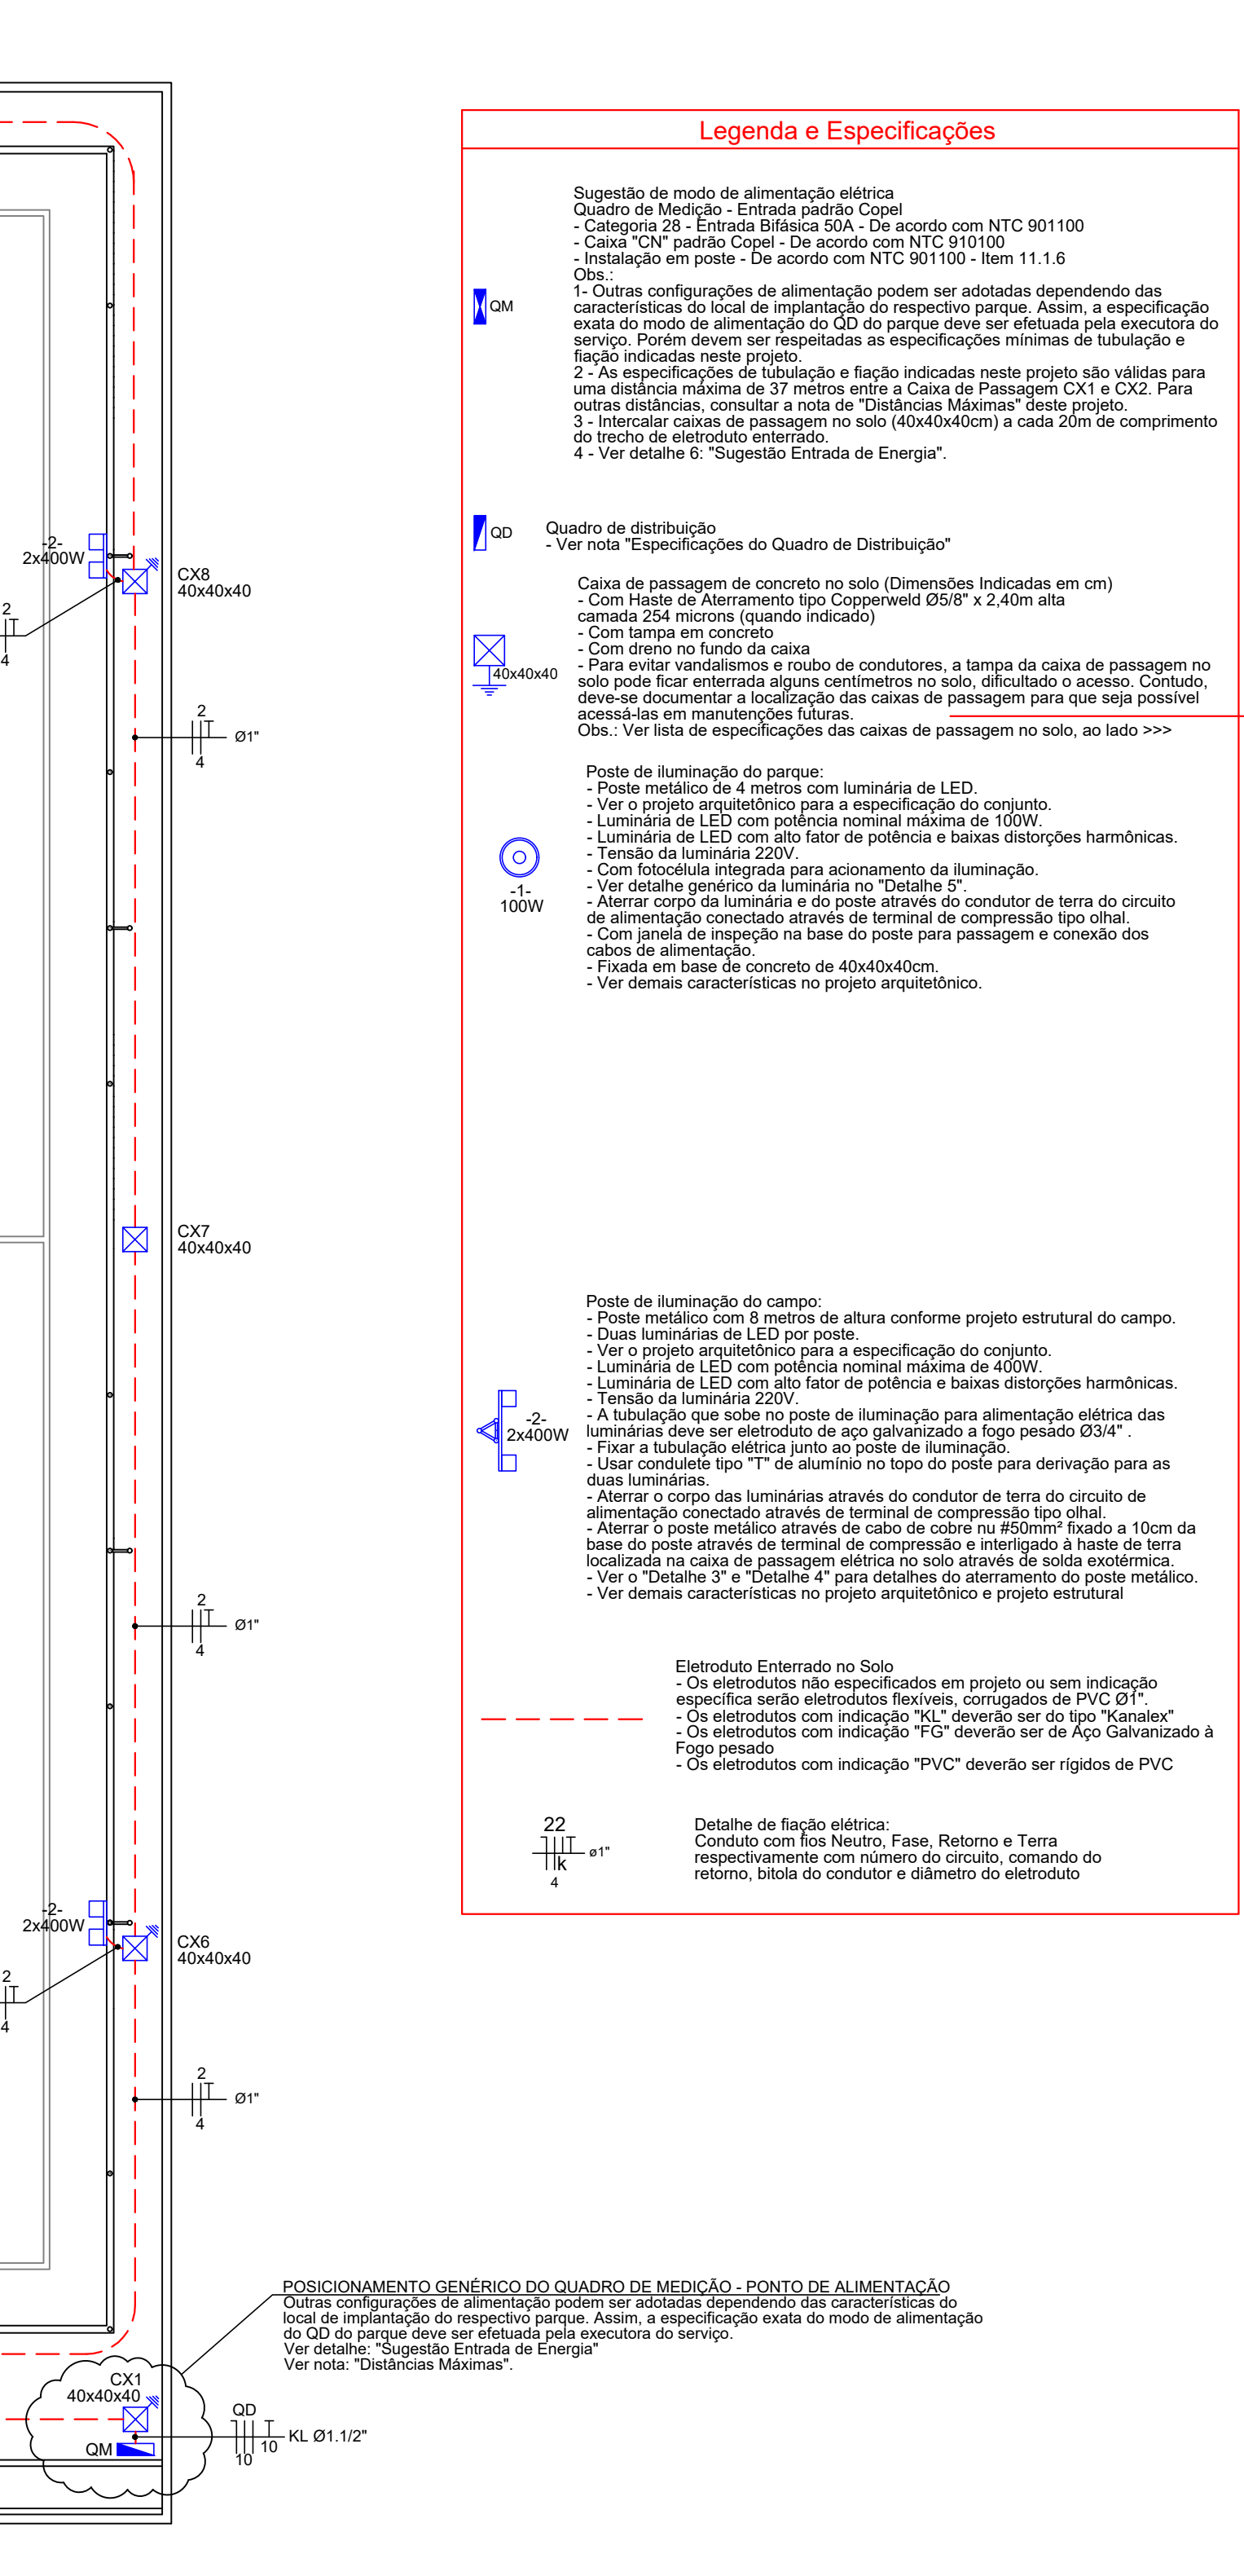 Legenda e Especificações
Sugestão de modo de alimentação elétrica
Quadro de Medição - Entrada padrão Copel
- Categoria 28 - Entrada Bifásica 50A - De acordo com NTC 901100
- Caixa "CN" padrão Copel - De acordo com NTC 910100
- Instalação em poste - De acordo com NTC 901100 - Item 11.1.6
Obs.:
1- Outras configurações de alimentação podem ser adotadas dependendo das
características do local de implantação do respectivo parque. Assim, a especificação
exata do modo de alimentação do QD do parque deve ser efetuada pela executora do
serviço. Porém devem ser respeitadas as especificações mínimas de tubulação e
fiação indicadas neste projeto.
2 - As especificações de tubulação e fiação indicadas neste projeto são válidas para
uma distância máxima de 37 metros entre a Caixa de Passagem CX1 e CX2. Para
outras distâncias, consultar a nota de "Distâncias Máximas" deste projeto.
3 - Intercalar caixas de passagem no solo (40x40x40cm) a cada 20m de comprimento
do trecho de eletroduto enterrado.
4 - Ver detalhe 6: "Sugestão Entrada de Energia".
QM
QD
Quadro de distribuição
- Ver nota "Especificações do Quadro de Distribuição"
Caixa de passagem de concreto no solo (Dimensões Indicadas em cm)
- Com Haste de Aterramento tipo Copperweld Ø5/8" x 2,40m alta
camada 254 microns (quando indicado)
- Com tampa em concreto
- Com dreno no fundo da caixa
- Para evitar vandalismos e roubo de condutores, a tampa da caixa de passagem no
solo pode ficar enterrada alguns centímetros no solo, dificultado o acesso. Contudo,
deve-se documentar a localização das caixas de passagem para que seja possível
acessá-las em manutenções futuras.
Obs.: Ver lista de especificações das caixas de passagem no solo, ao lado >>>
40x40x40
Poste de iluminação do parque:
- Poste metálico de 4 metros com luminária de LED.
- Ver o projeto arquitetônico para a especificação do conjunto.
- Luminária de LED com potência nominal máxima de 100W.
- Luminária de LED com alto fator de potência e baixas distorções harmônicas.
- Tensão da luminária 220V.
- Com fotocélula integrada para acionamento da iluminação.
- Ver detalhe genérico da luminária no "Detalhe 5".
- Aterrar corpo da luminária e do poste através do condutor de terra do circuito
de alimentação conectado através de terminal de compressão tipo olhal.
- Com janela de inspeção na base do poste para passagem e conexão dos
cabos de alimentação.
- Fixada em base de concreto de 40x40x40cm.
- Ver demais características no projeto arquitetônico.
-1-
100W
Poste de iluminação do campo:
- Poste metálico com 8 metros de altura conforme projeto estrutural do campo.
- Duas luminárias de LED por poste.
- Ver o projeto arquitetônico para a especificação do conjunto.
- Luminária de LED com potência nominal máxima de 400W.
- Luminária de LED com alto fator de potência e baixas distorções harmônicas.
- Tensão da luminária 220V.
- A tubulação que sobe no poste de iluminação para alimentação elétrica das
luminárias deve ser eletroduto de aço galvanizado a fogo pesado Ø3/4" .
- Fixar a tubulação elétrica junto ao poste de iluminação.
- Usar condulete tipo "T" de alumínio no topo do poste para derivação para as
duas luminárias.
- Aterrar o corpo das luminárias através do condutor de terra do circuito de
alimentação conectado através de terminal de compressão tipo olhal.
- Aterrar o poste metálico através de cabo de cobre nu #50mm² fixado a 10cm da
base do poste através de terminal de compressão e interligado à haste de terra
localizada na caixa de passagem elétrica no solo através de solda exotérmica.
- Ver o "Detalhe 3" e "Detalhe 4" para detalhes do aterramento do poste metálico.
- Ver demais características no projeto arquitetônico e projeto estrutural
-2-
2x400W
Eletroduto Enterrado no Solo
- Os eletrodutos não especificados em projeto ou sem indicação
específica serão eletrodutos flexíveis, corrugados de PVC Ø1".
- Os eletrodutos com indicação "KL" deverão ser do tipo "Kanalex"
- Os eletrodutos com indicação "FG" deverão ser de Aço Galvanizado à
Fogo pesado
- Os eletrodutos com indicação "PVC" deverão ser rígidos de PVC
22
k
ø1"
4
Detalhe de fiação elétrica:
Conduto com fios Neutro, Fase, Retorno e Terra
respectivamente com número do circuito, comando do
retorno, bitola do condutor e diâmetro do eletroduto
-2-
2x400W
CX8
40x40x40
2
4
2
Ø1"
4
CX7
40x40x40
2
Ø1"
4
-2-
2x400W
CX6
40x40x40
2
4
2
Ø1"
4
POSICIONAMENTO GENÉRICO DO QUADRO DE MEDIÇÃO - PONTO DE ALIMENTAÇÃO
Outras configurações de alimentação podem ser adotadas dependendo das características do
local de implantação do respectivo parque. Assim, a especificação exata do modo de alimentação
do QD do parque deve ser efetuada pela executora do serviço.
Ver detalhe: "Sugestão Entrada de Energia"
Ver nota: "Distâncias Máximas".
CX1
40x40x40
QM
QD
10
10
KL Ø1.1/2"